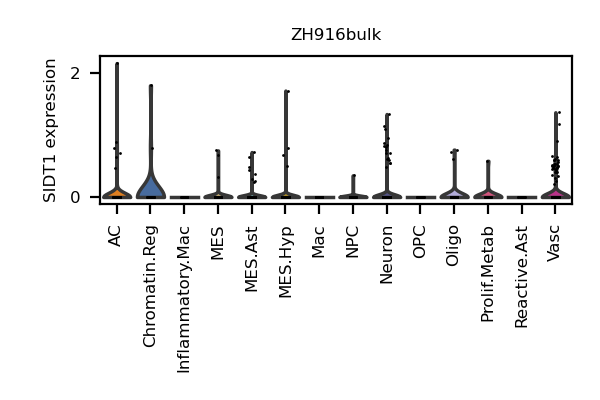 ZH916bulk
SIDT1 expression
2
0
AC
Chromatin.Reg
Inflammatory.Mac
MES
MES.Ast
MES.Hyp
Mac
NPC
Neuron
OPC
Oligo
Prolif.Metab
Reactive.Ast
Vasc